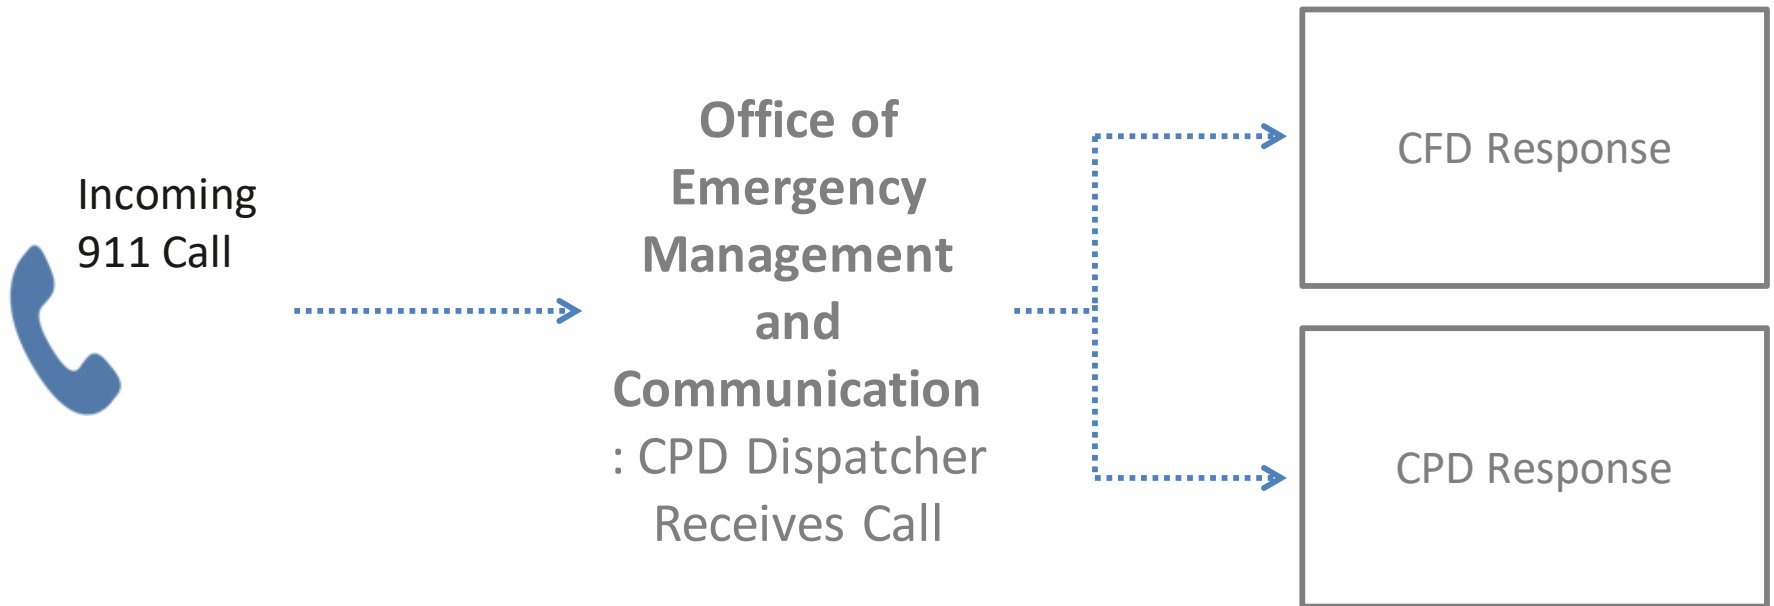 Incoming
911 Call
Office of
Emergency
Management
and
Communication
: CPD Dispatcher
Receives Call
CFD Response
CPD Response